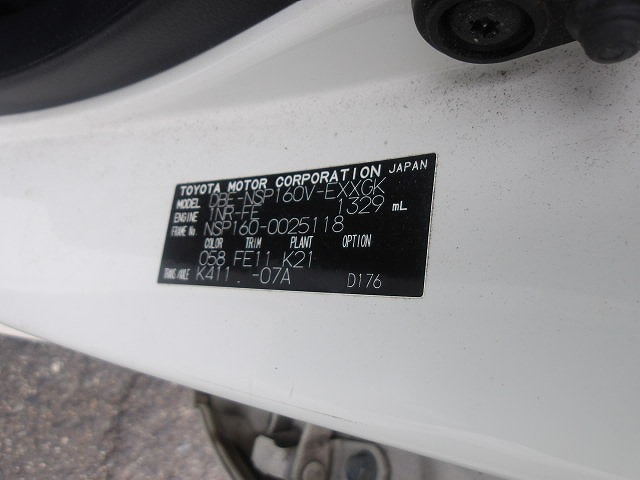 TOYOTA MOTOR CORPORATION JAPAN
MODEL DBE-NSP160V-EXXGK
ENGINE 1NR-FE 1329 mL
FRAME No. NSP160-0025118
COLOR TRIM PLANT OPTION
058 FE11 K21
TRANS./AXLE K411 -07A D176